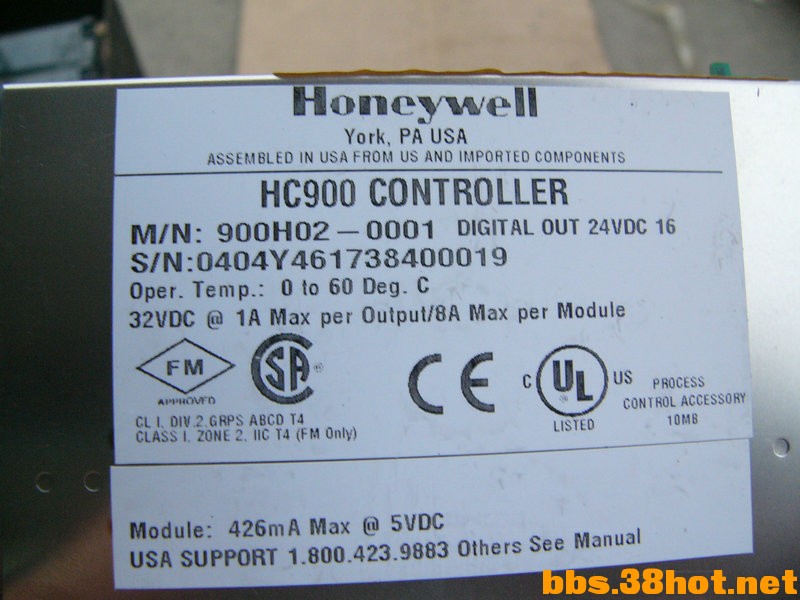 Honeywell
York, PA USA
ASSEMBLED IN USA FROM US AND IMPORTED COMPONENTS
HC900 CONTROLLER
M/N: 900H02-0001 DIGITAL OUT 24VDC 16
S/N:0404Y461738400019
Oper. Temp.: 0 to 60 Deg. C
32VDC @ 1A Max per Output/8A Max per Module
FM
APPROVED
SA ®
CE
C UL US
LISTED
PROCESS
CONTROL ACCESSORY
10MB
CL I, DIV.2,GRPS ABCD T4
CLASS I, ZONE 2, IIC T4 (FM Only)
Module: 426mA Max @ 5VDC
USA SUPPORT 1.800.423.9883 Others See Manual
bbs.38hot.net